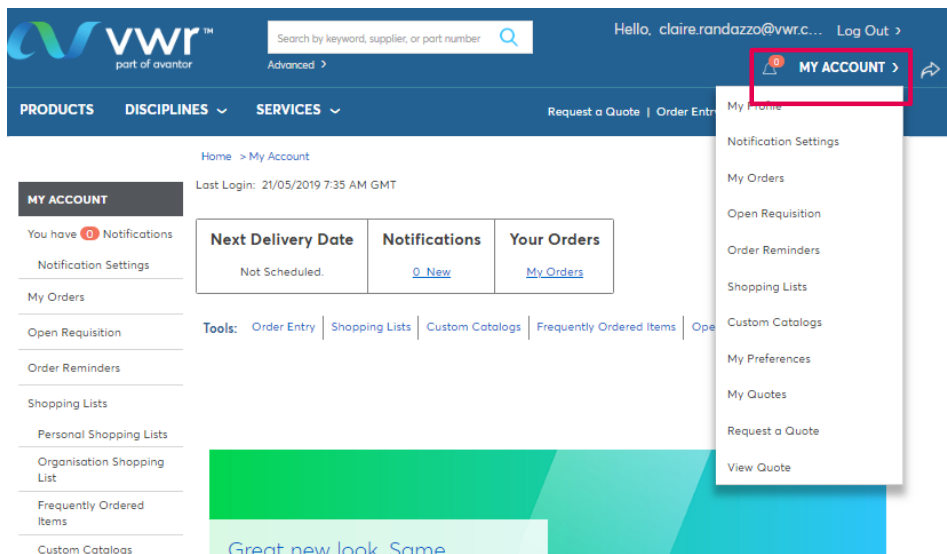 vwr™
part of avantor
Search by keyword, supplier, or part number
Advanced >
Hello, claire.randazzo@vwr.c... Log Out >
0
MY ACCOUNT >
PRODUCTS DISCIPLINES SERVICES
Request a Quote | Order Entry
Home > My Account
Last Login: 21/05/2019 7:35 AM GMT
MY ACCOUNT
You have 0 Notifications
Notification Settings
My Orders
Open Requisition
Order Reminders
Shopping Lists
Personal Shopping Lists
Organisation Shopping
List
Frequently Ordered
Items
Custom Catalogs
Next Delivery Date
Not Scheduled.
Notifications
0 New
Your Orders
My Orders
Tools: Order Entry | Shopping Lists | Custom Catalogs | Frequently Ordered Items | Ope
Great new look. Same
My Profile
Notification Settings
My Orders
Open Requisition
Order Reminders
Shopping Lists
Custom Catalogs
My Preferences
My Quotes
Request a Quote
View Quote